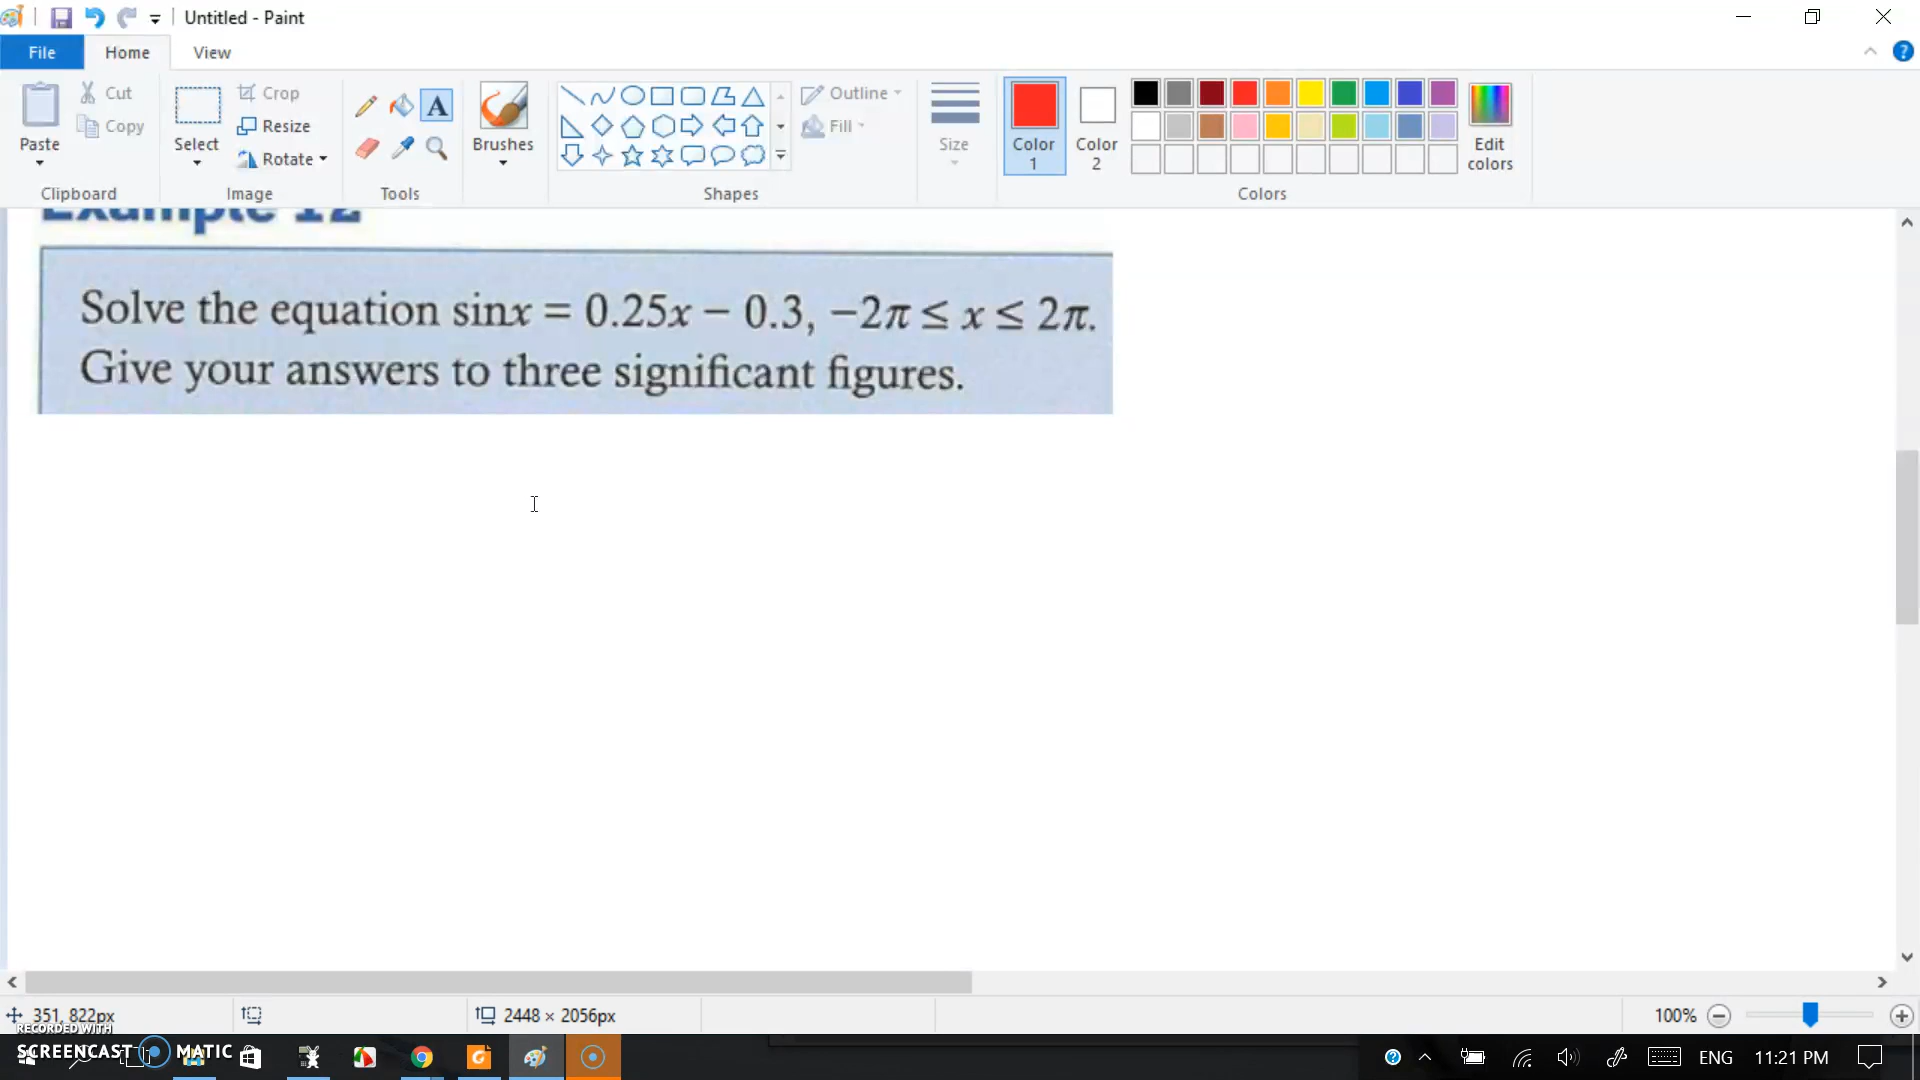 Untitled - Paint
File Home View
Paste
Cut
Copy
Clipboard
Select
Crop
Resize
Rotate
Image
A
Tools
Brushes
Outline
Fill
Shapes
Size
Color 1
Color 2
Edit colors
Colors
Example 12
Solve the equation sinx = 0.25x − 0.3, −2π ≤ x ≤ 2π.
Give your answers to three significant figures.
351, 822px
2448 × 2056px
100%
RECORDED WITH
SCREENCAST MATIC
ENG
11:21 PM